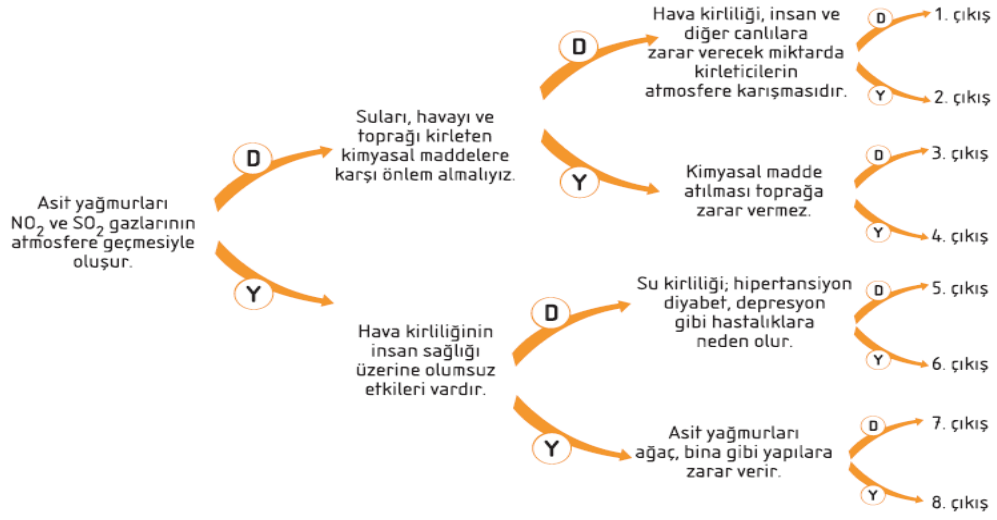 Asit yağmurları
NO2 ve SO2 gazlarının
atmosfere geçmesiyle
oluşur.
D
Y
Suları, havayı ve
toprağı kirleten
kimyasal maddelere
karşı önlem almalıyız.
D
Y
Hava kirliliğinin
insan sağlığı
üzerine olumsuz
etkileri vardır.
D
Y
Hava kirliliği, insan ve
diğer canlılara
zarar verecek miktarda
kirleticilerin
atmosfere karışmasıdır.
D
1. çıkış
Y
2. çıkış
Kimyasal madde
atılması toprağa
zarar vermez.
D
3. çıkış
Y
4. çıkış
Su kirliliği; hipertansiyon
diyabet, depresyon
gibi hastalıklara
neden olur.
D
5. çıkış
Y
6. çıkış
Asit yağmurları
ağaç, bina gibi yapılara
zarar verir.
D
7. çıkış
Y
8. çıkış